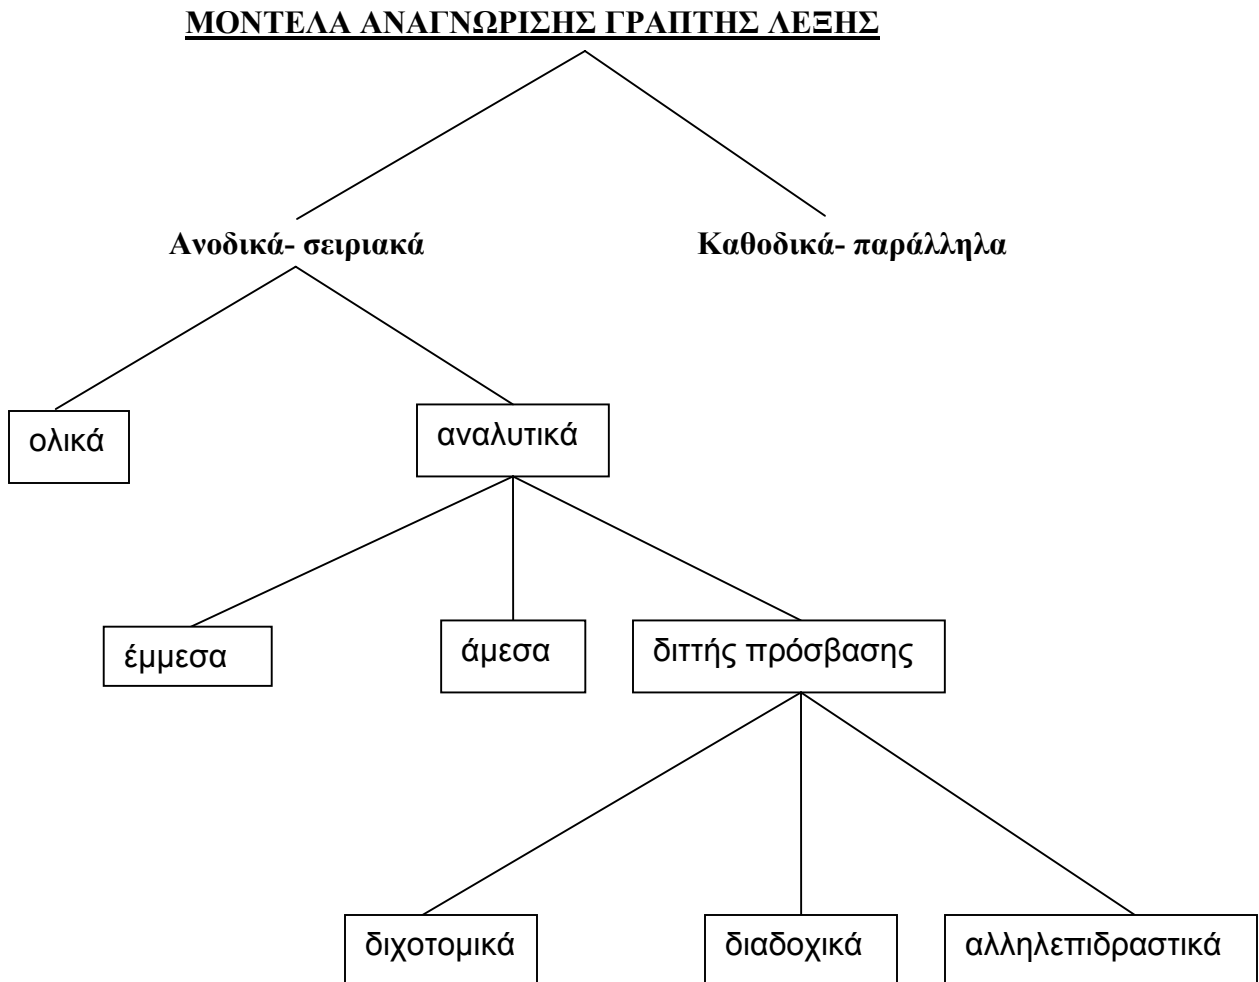 ΜΟΝΤΕΛΑ ΑΝΑΓΝΩΡΙΣΗΣ ΓΡΑΠΤΗΣ ΛΕΞΗΣ
Ανοδικά- σειριακά
Καθοδικά- παράλληλα
ολικά
αναλυτικά
έμμεσα
άμεσα
διττής πρόσβασης
διχοτομικά
διαδοχικά
αλληλεπιδραστικά